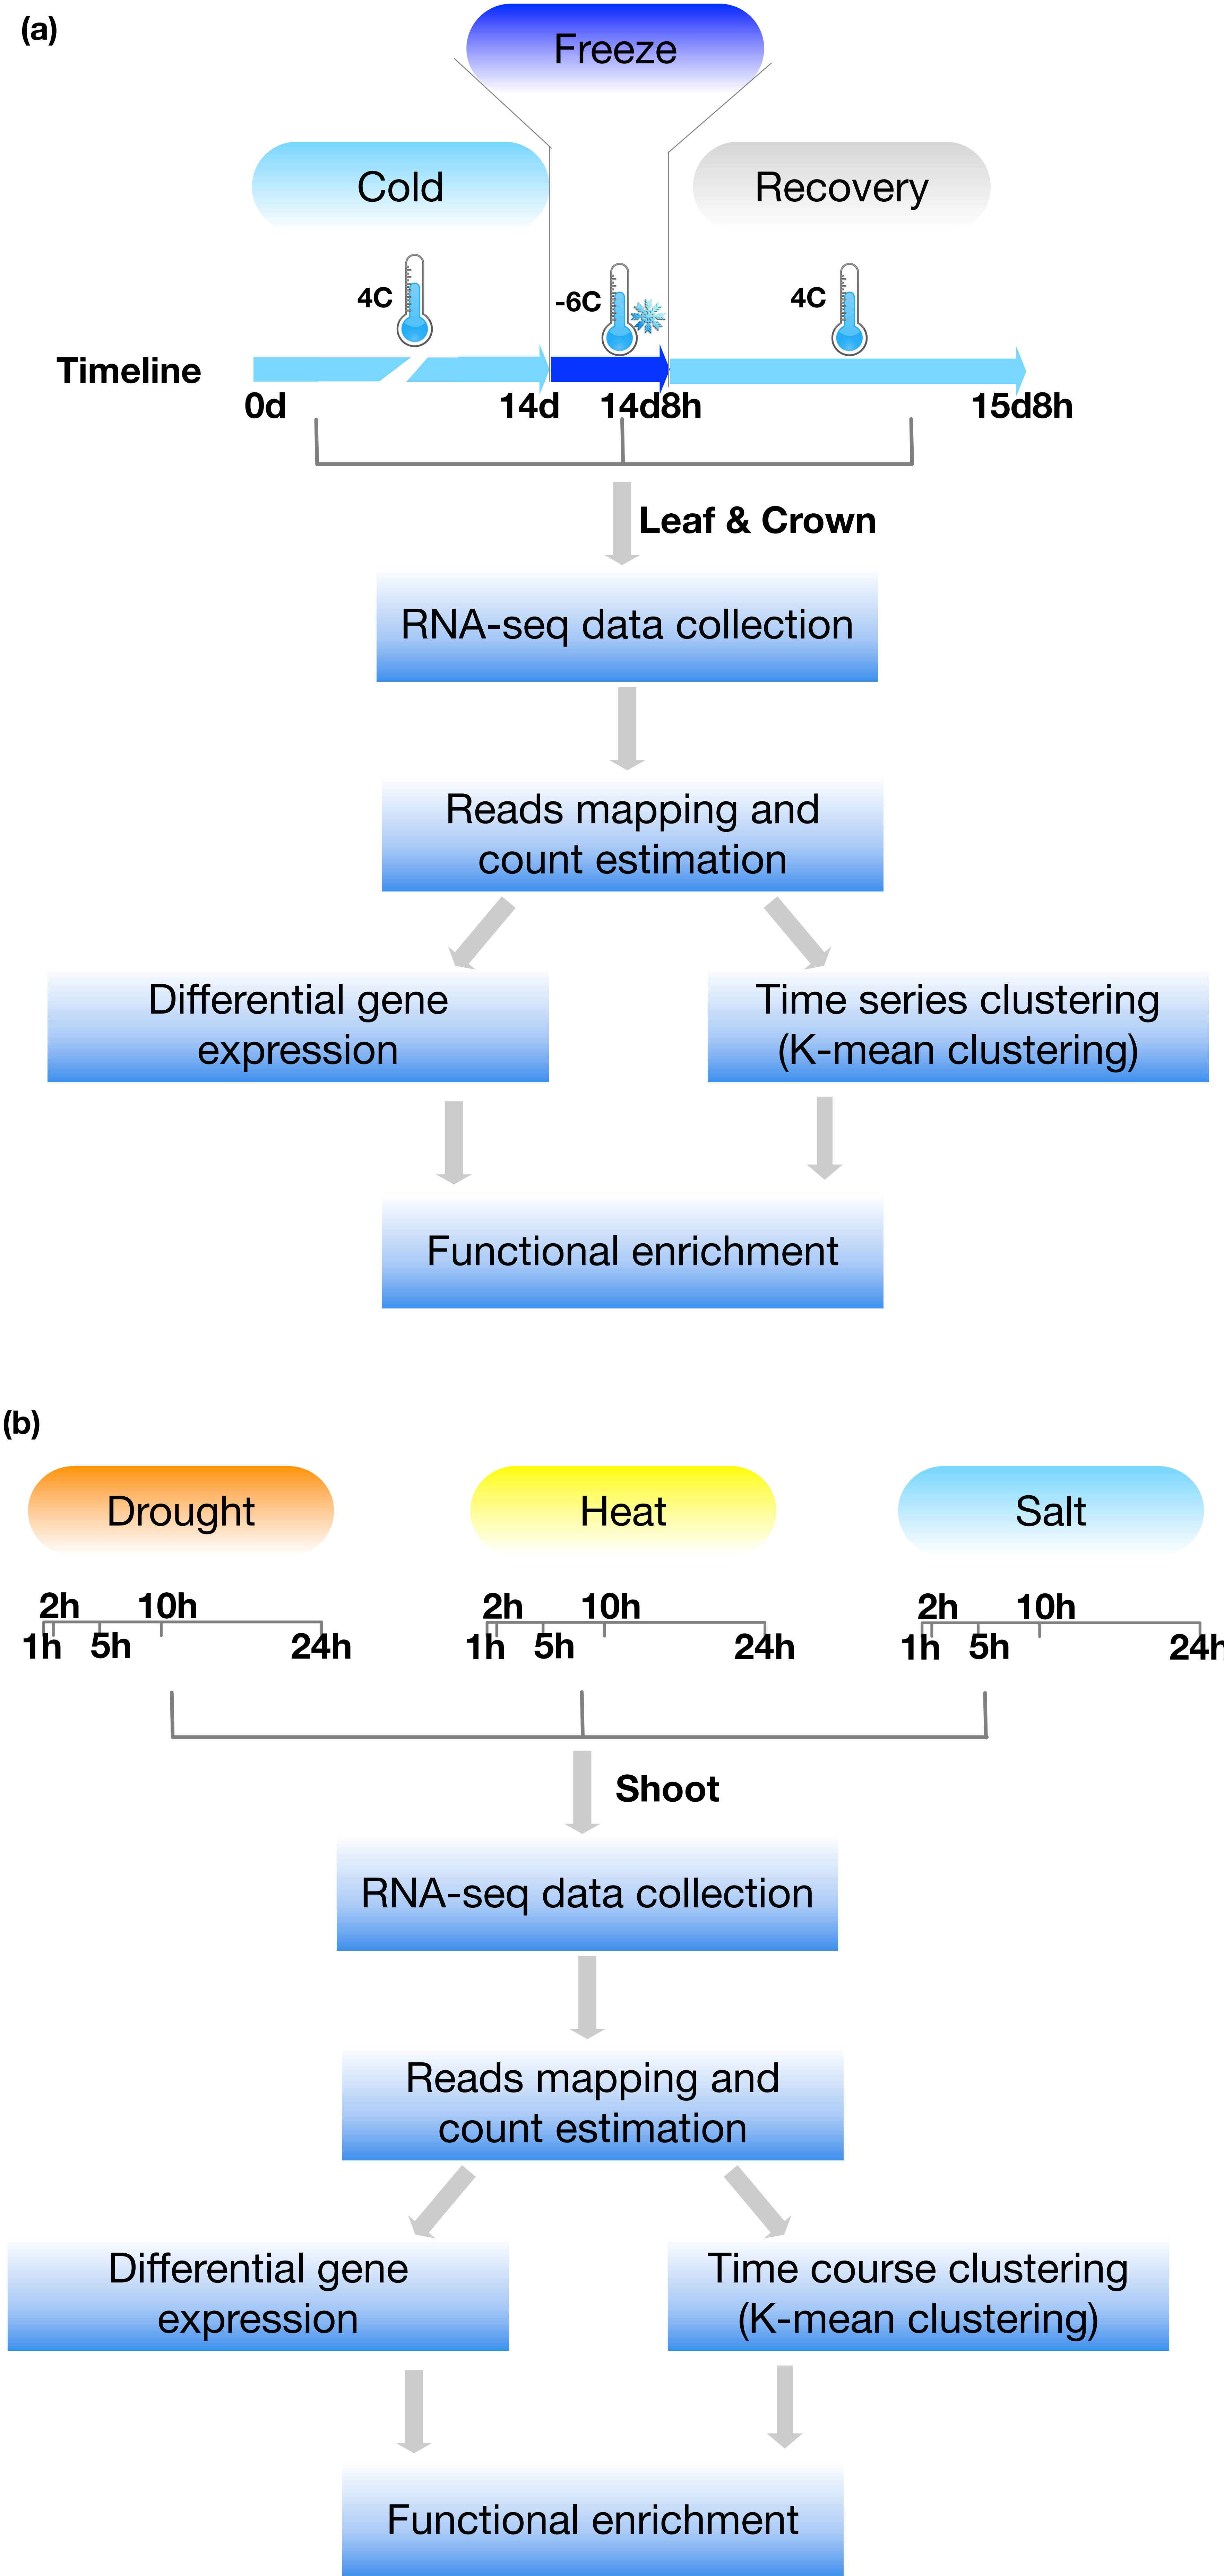 (a)
Freeze
Cold
Recovery
4C
-6C
4C
Timeline
0d
14d
14d8h
15d8h
Leaf & Crown
RNA-seq data collection
Reads mapping and
count estimation
Differential gene
expression
Time series clustering
(K-mean clustering)
Functional enrichment
(b)
Drought
Heat
Salt
2h
10h
1h
5h
24h
2h
10h
1h
5h
24h
2h
10h
1h
5h
24h
Shoot
RNA-seq data collection
Reads mapping and
count estimation
Differential gene
expression
Time course clustering
(K-mean clustering)
Functional enrichment